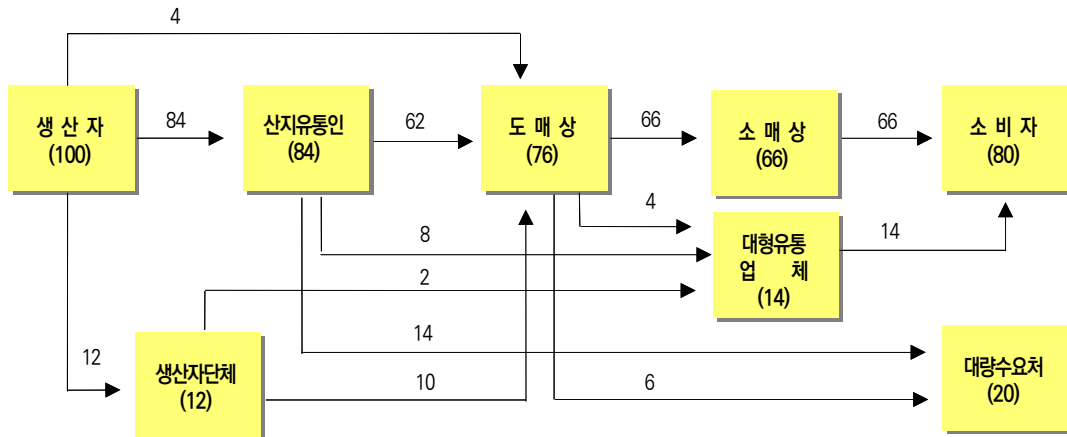 4
생 산 자
(100)
84
산지유통인
(84)
62
도 매 상
(76)
66
소 매 상
(66)
66
소 비 자
(80)
4
8
대형유통
업 체
(14)
14
2
12
생산자단체
(12)
14
10
6
대량수요처
(20)